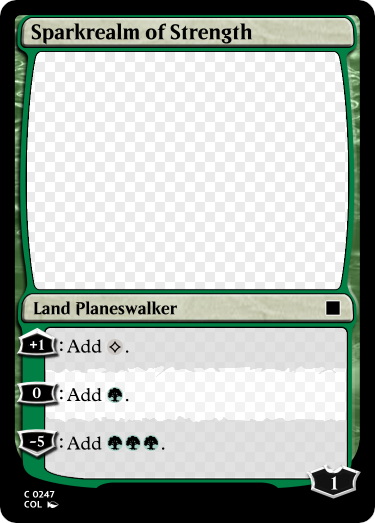 Sparkrealm of Strength
Land Planeswalker
+1: Add .
0: Add .
-5: Add .
1
C 0247
COL